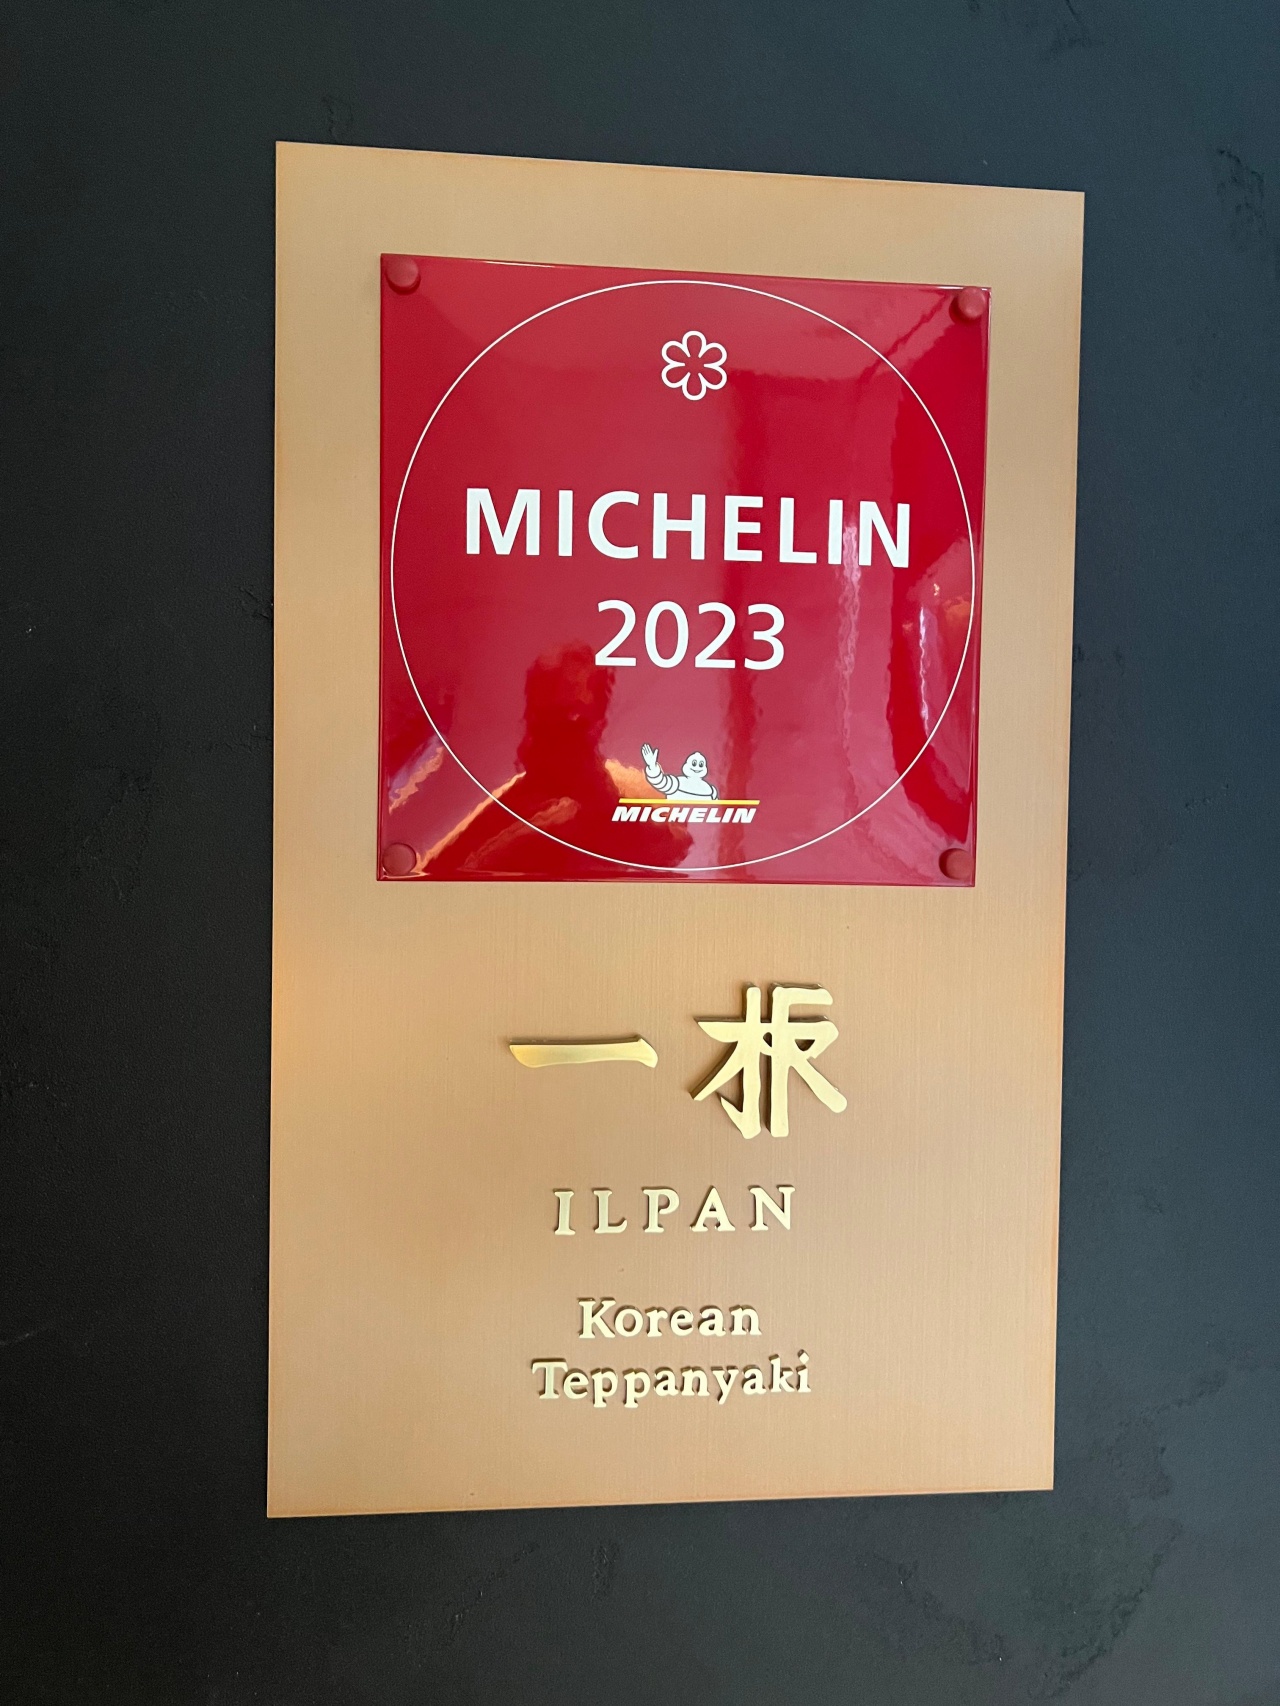 MICHELIN
2023
MICHELIN
一板
ILPAN
Korean
Teppanyaki